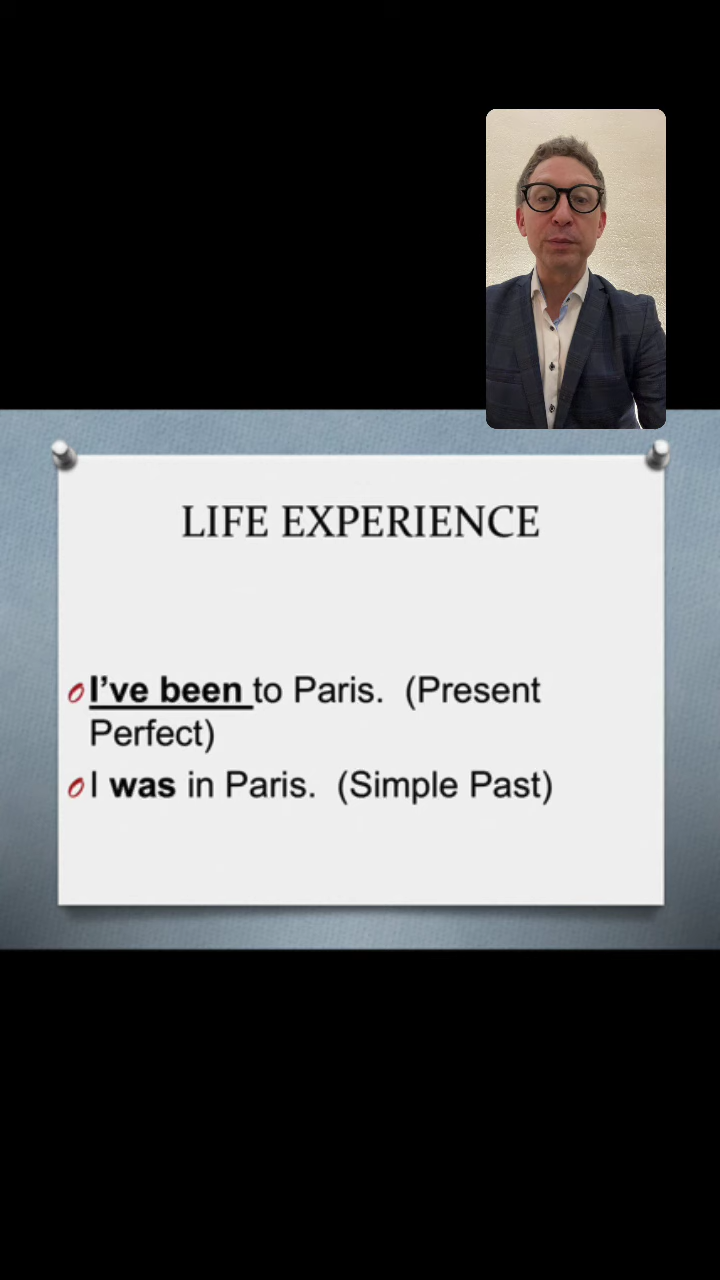 LIFE EXPERIENCE
I've been to Paris.  (Present
Perfect)
I was in Paris.  (Simple Past)